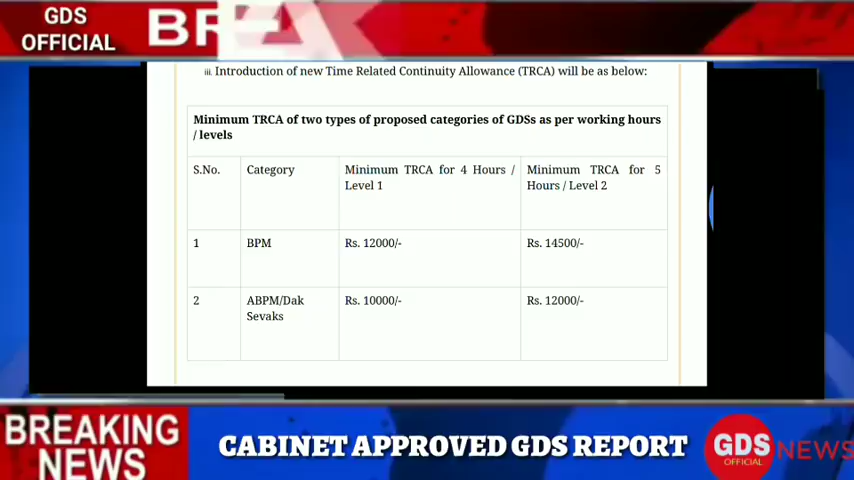 GDS
OFFICIAL
BREA
iii. Introduction of new Time Related Continuity Allowance (TRCA) will be as below:
Minimum TRCA of two types of proposed categories of GDSs as per working hours
/ levels
S.No.
Category
Minimum TRCA for 4 Hours /
Level 1
Minimum TRCA for 5
Hours / Level 2
1
BPM
Rs. 12000/-
Rs. 14500/-
2
ABPM/Dak
Sevaks
Rs. 10000/-
Rs. 12000/-
BREAKING
NEWS
CABINET APPROVED GDS REPORT
GDS
OFFICIAL
NEWS